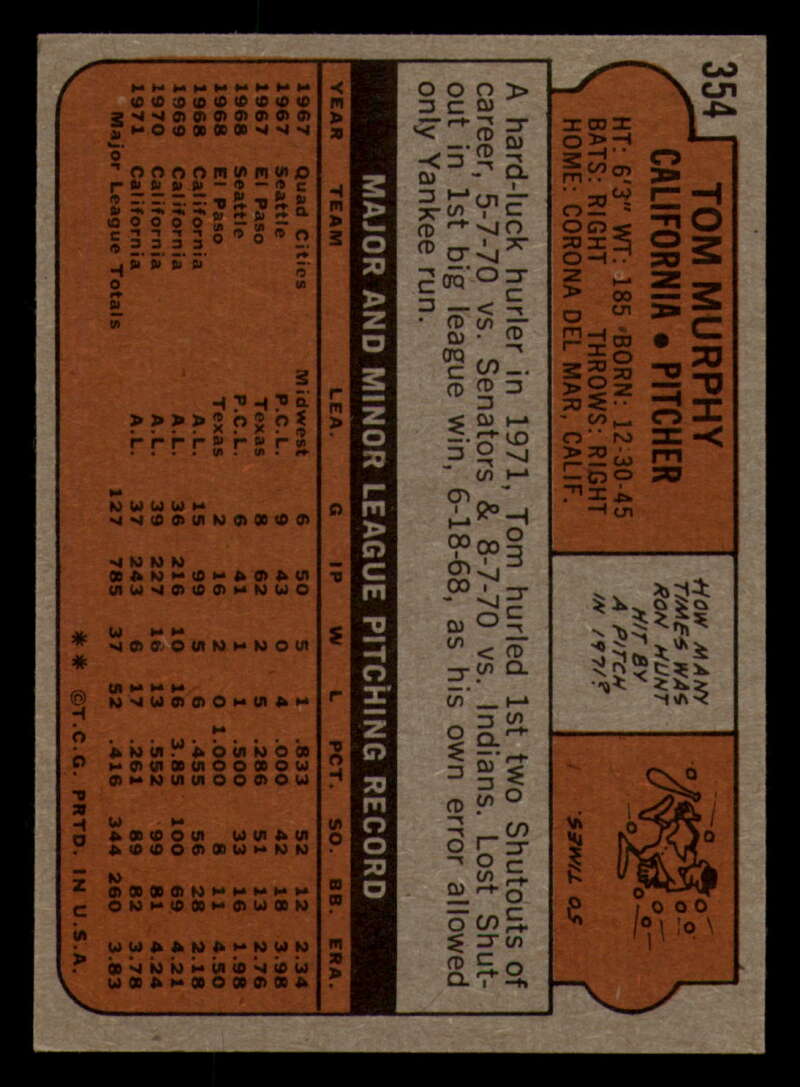 354
TOM MURPHY
CALIFORNIA • PITCHER
HT: 6'3" WT: 185 BORN: 12-30-45
BATS: RIGHT THROWS: RIGHT
HOME: CORONA DEL MAR, CALIF.
HOW MANY
TIMES WAS
RON HUNT
HIT BY
A PITCH
IN 1971?
50 TIMES.
A hard-luck hurler in 1971, Tom hurled 1st two Shutouts of
career, 5-7-70 vs. Senators & 8-7-70 vs. Indians. Lost Shut-
out in 1st big league win, 6-18-68, as his own error allowed
only Yankee run.
MAJOR AND MINOR LEAGUE PITCHING RECORD
YEAR TEAM LEA. G IP W L PCT. SO. BB. ERA.
1967 Quad Cities Midwest 6 50 5 1 .833 52 12 2.34
1967 Seattle P.C.L. 9 43 0 4 .000 42 18 3.98
1967 El Paso Texas 8 62 2 5 .286 51 13 2.76
1968 Seattle P.C.L. 6 41 1 1 .500 33 16 1.98
1968 El Paso Texas 2 16 2 0 1.000 8 11 4.50
1968 California A.L. 15 99 5 6 .455 56 28 2.18
1969 California A.L. 36 216 10 16 3.85 100 69 4.21
1970 California A.L. 39 227 16 13 .552 99 81 4.24
1971 California A.L. 37 243 6 17 .261 89 82 3.78
Major League Totals 127 785 37 52 .416 344 260 3.83
** ©T.C.G. PRTD. IN U.S.A.